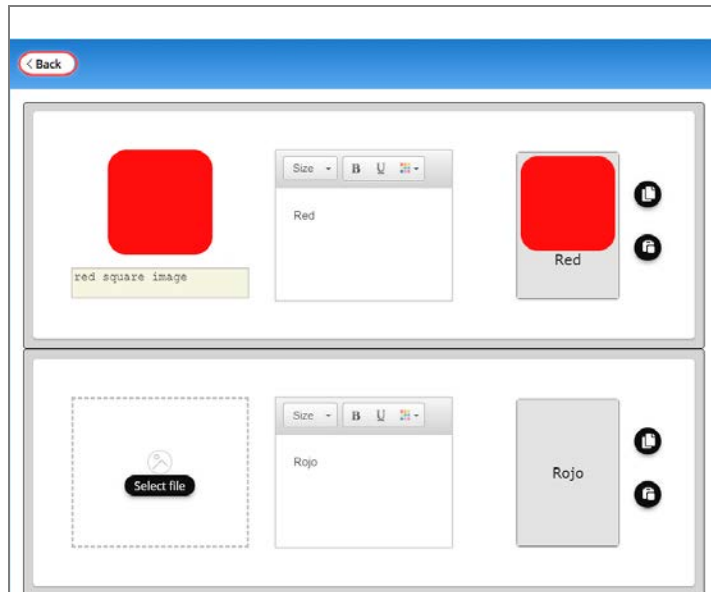 Back
Size B U
Red
Red
red square image
Size B U
Rojo
Rojo
Select file